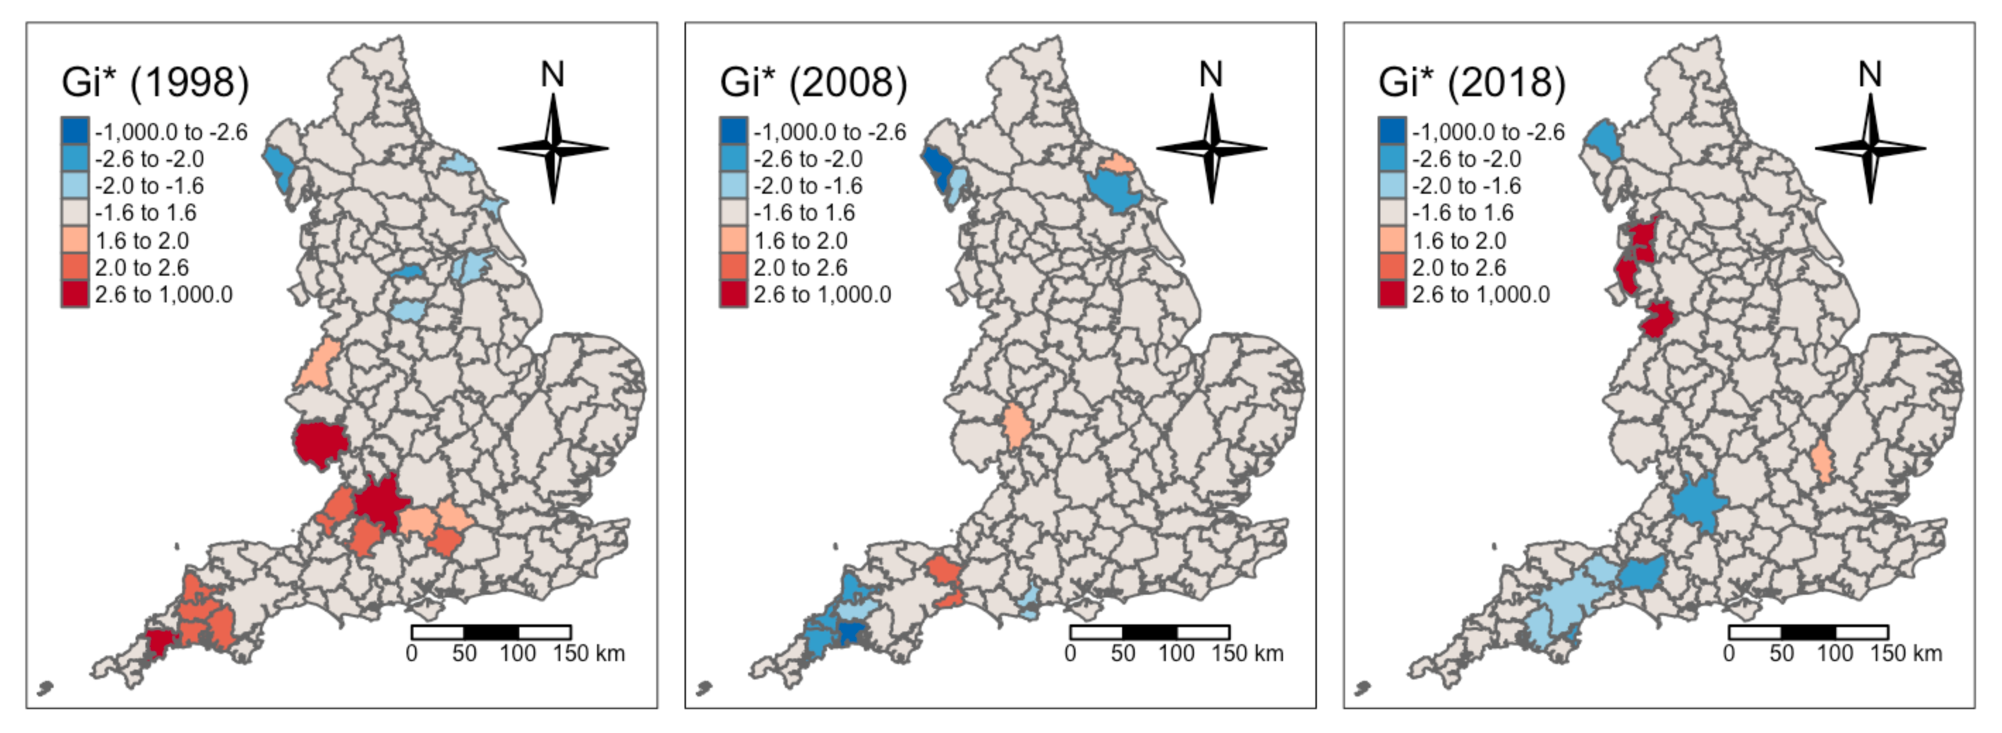 Gi* (1998)
N
-1,000.0 to -2.6
-2.6 to -2.0
-2.0 to -1.6
-1.6 to 1.6
1.6 to 2.0
2.0 to 2.6
2.6 to 1,000.0
0 50 100 150 km
Gi* (2008)
N
-1,000.0 to -2.6
-2.6 to -2.0
-2.0 to -1.6
-1.6 to 1.6
1.6 to 2.0
2.0 to 2.6
2.6 to 1,000.0
0 50 100 150 km
Gi* (2018)
N
-1,000.0 to -2.6
-2.6 to -2.0
-2.0 to -1.6
-1.6 to 1.6
1.6 to 2.0
2.0 to 2.6
2.6 to 1,000.0
0 50 100 150 km